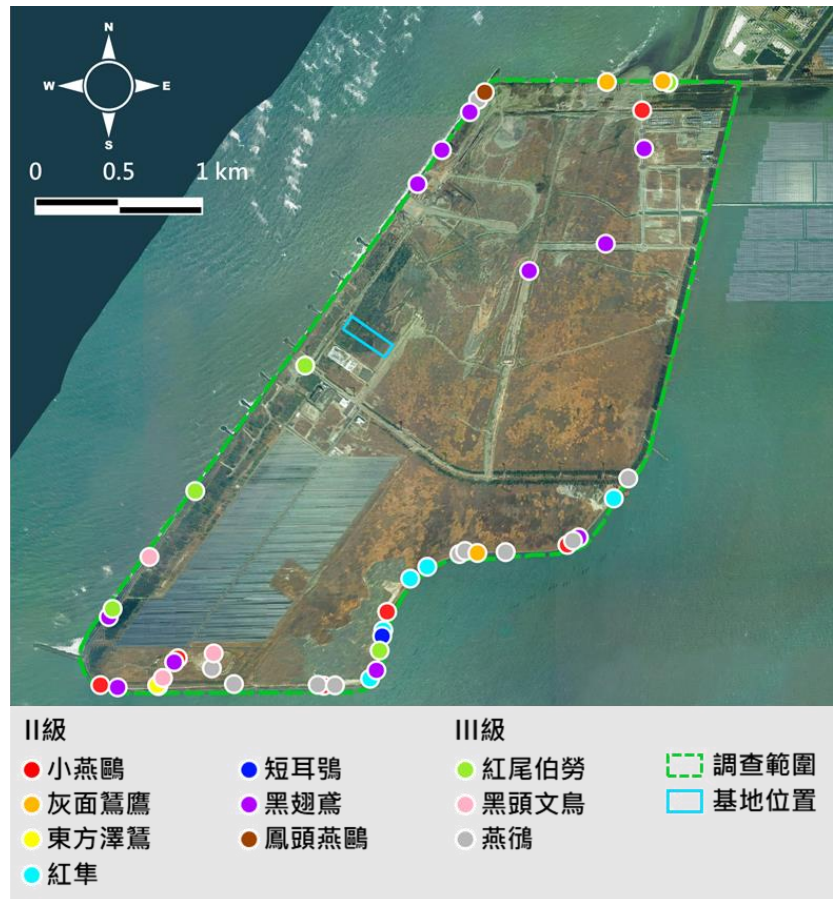 N
W E
S
0 0.5 1 km
II級 III級
小燕鷗 短耳鴞 紅尾伯勞 調查範圍
灰面鵟鷹 黑翅鳶 黑頭文鳥 基地位置
東方澤鵟 鳳頭燕鷗 燕鴴
紅隼